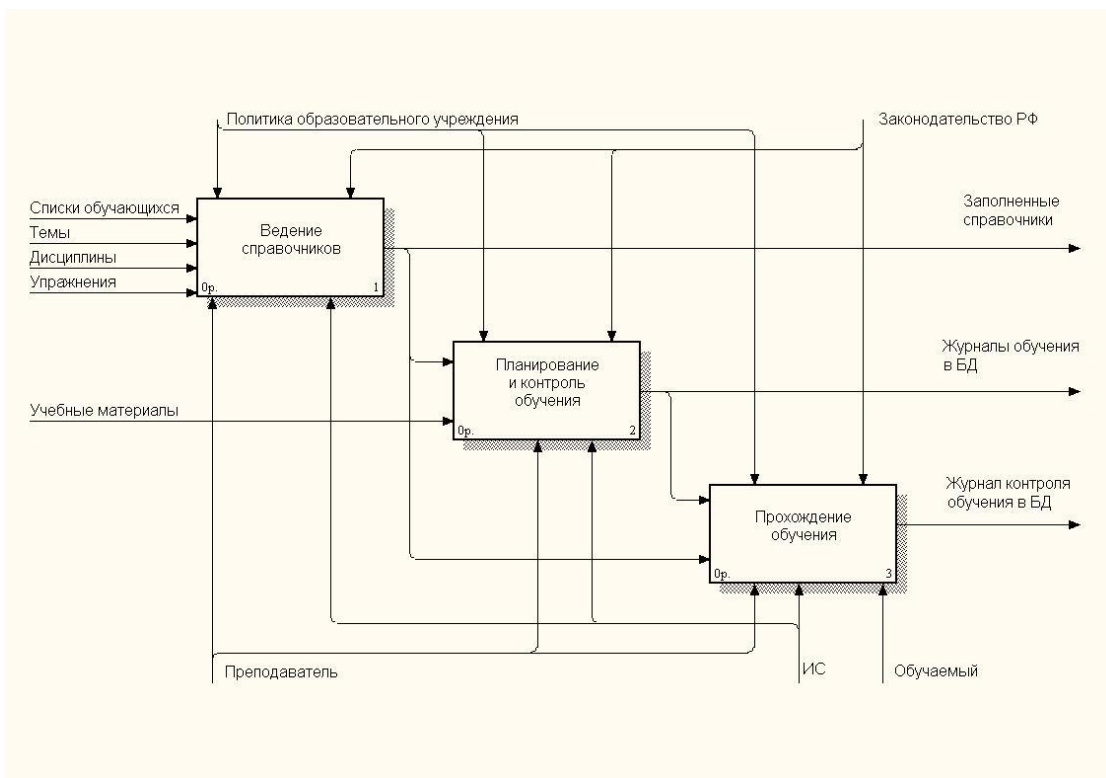 Политика образовательного учреждения
Законодательство РФ
Списки обучающихся
Темы
Дисциплины
Упражнения
Ведение
справочников
0р.
1
Заполненные
справочники
Учебные материалы
Планирование
и контроль
обучения
0р.
2
Журналы обучения
в БД
Прохождение
обучения
0р.
3
Журнал контроля
обучения в БД
Преподаватель
ИС
Обучаемый